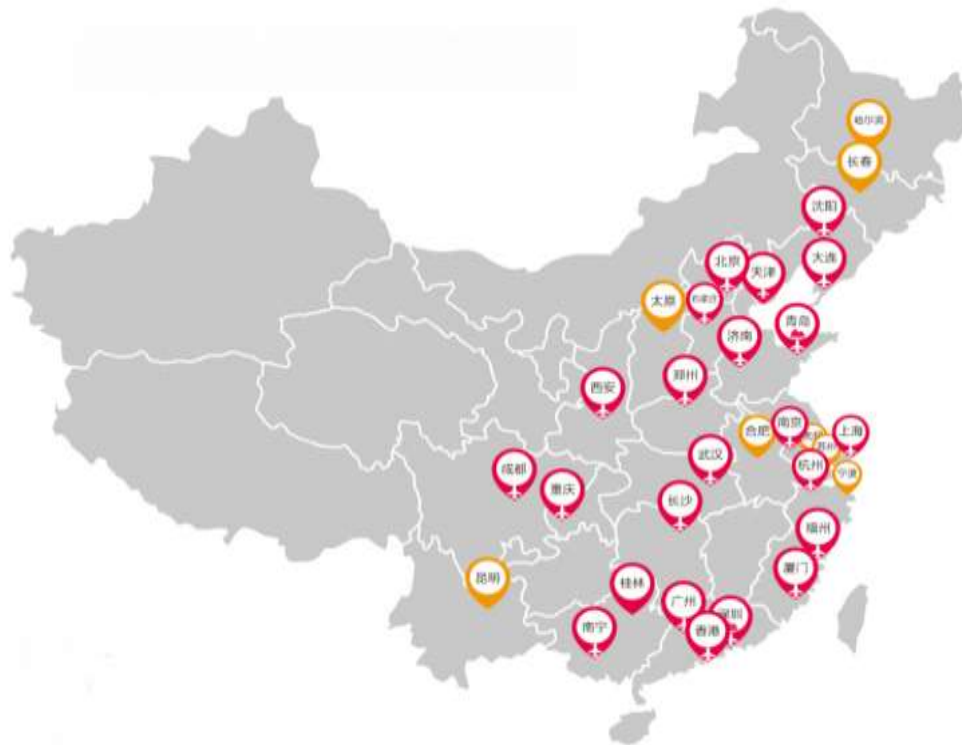 哈尔滨
长春
沈阳
北京
天津
大连
太原
石家庄
济南
青岛
西安
郑州
合肥
南京
苏州
上海
武汉
杭州
宁波
成都
重庆
长沙
福州
厦门
昆明
桂林
广州
深圳
南宁
香港